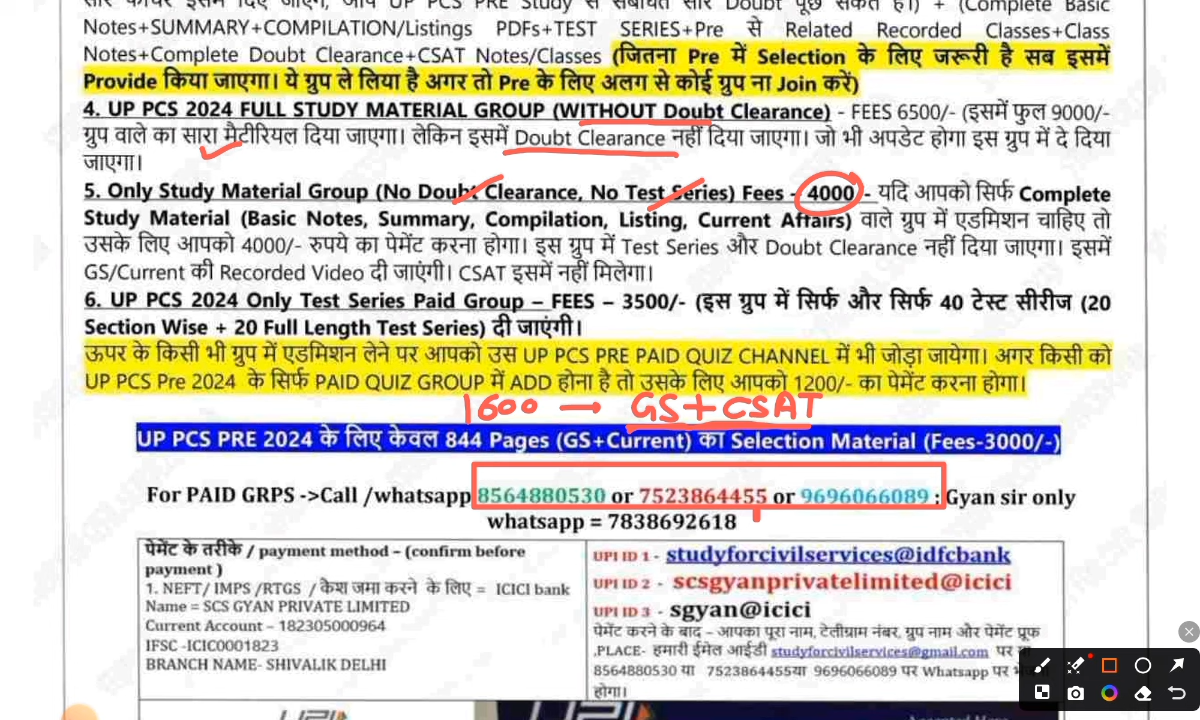 Notes+SUMMARY+COMPILATION/Listings PDFs+TEST SERIES+Pre से Related Recorded Classes+Class
Notes+Complete Doubt Clearance+CSAT Notes/Classes (जितना Pre में Selection के लिए जरूरी है सब इसमें
Provide किया जाएगा। ये ग्रुप ले लिया है अगर तो Pre के लिए अलग से कोई ग्रुप ना Join करें)
4. UP PCS 2024 FULL STUDY MATERIAL GROUP (WITHOUT Doubt Clearance) - FEES 6500/- (इसमें फुल 9000/-
ग्रुप वाले का सारा मैटीरियल दिया जाएगा। लेकिन इसमें Doubt Clearance नहीं दिया जाएगा। जो भी अपडेट होगा इस ग्रुप में दे दिया
जाएगा।
5. Only Study Material Group (No Doubt Clearance, No Test Series) Fees - 4000 - यदि आपको सिर्फ Complete
Study Material (Basic Notes, Summary, Compilation, Listing, Current Affairs) वाले ग्रुप में एडमिशन चाहिए तो
उसके लिए आपको 4000/- रुपये का पेमेंट करना होगा। इस ग्रुप में Test Series और Doubt Clearance नहीं दिया जाएगा। इसमें
GS/Current की Recorded Video दी जाएंगी। CSAT इसमें नहीं मिलेगा।
6. UP PCS 2024 Only Test Series Paid Group – FEES – 3500/- (इस ग्रुप में सिर्फ और सिर्फ 40 टेस्ट सीरीज (20
Section Wise + 20 Full Length Test Series) दी जाएंगी।
ऊपर के किसी भी ग्रुप में एडमिशन लेने पर आपको उस UP PCS PRE PAID QUIZ CHANNEL में भी जोड़ा जायेगा। अगर किसी को
UP PCS Pre 2024 के सिर्फ PAID QUIZ GROUP में ADD होना है तो उसके लिए आपको 1200/- का पेमेंट करना होगा।
1600 → GS+CSAT
UP PCS PRE 2024 के लिए केवल 844 Pages (GS+Current) का Selection Material (Fees-3000/-)
For PAID GRPS ->Call /whatsapp 8564880530 or 7523864455 or 9696066089 : Gyan sir only
whatsapp = 7838692618
पेमेंट के तरीके / payment method – (confirm before
payment )
1. NEFT/ IMPS /RTGS / कैश जमा करने के लिए = ICICI bank
Name = SCS GYAN PRIVATE LIMITED
Current Account – 182305000964
IFSC -ICIC0001823
BRANCH NAME- SHIVALIK DELHI
UPI ID 1 - studyforcivilservices@idfcbank
UPI ID 2 - scsgyanprivatelimited@icici
UPI ID 3 - sgyan@icici
पेमेंट करने के बाद – आपका पूरा नाम, टेलीग्राम नंबर, ग्रुप नाम और पेमेंट प्रूफ
,PLACE- हमारी ईमेल आईडी studyforcivilservices@gmail.com पर
8564880530 या 7523864455या 9696066089 पर Whatsapp पर
होगा।